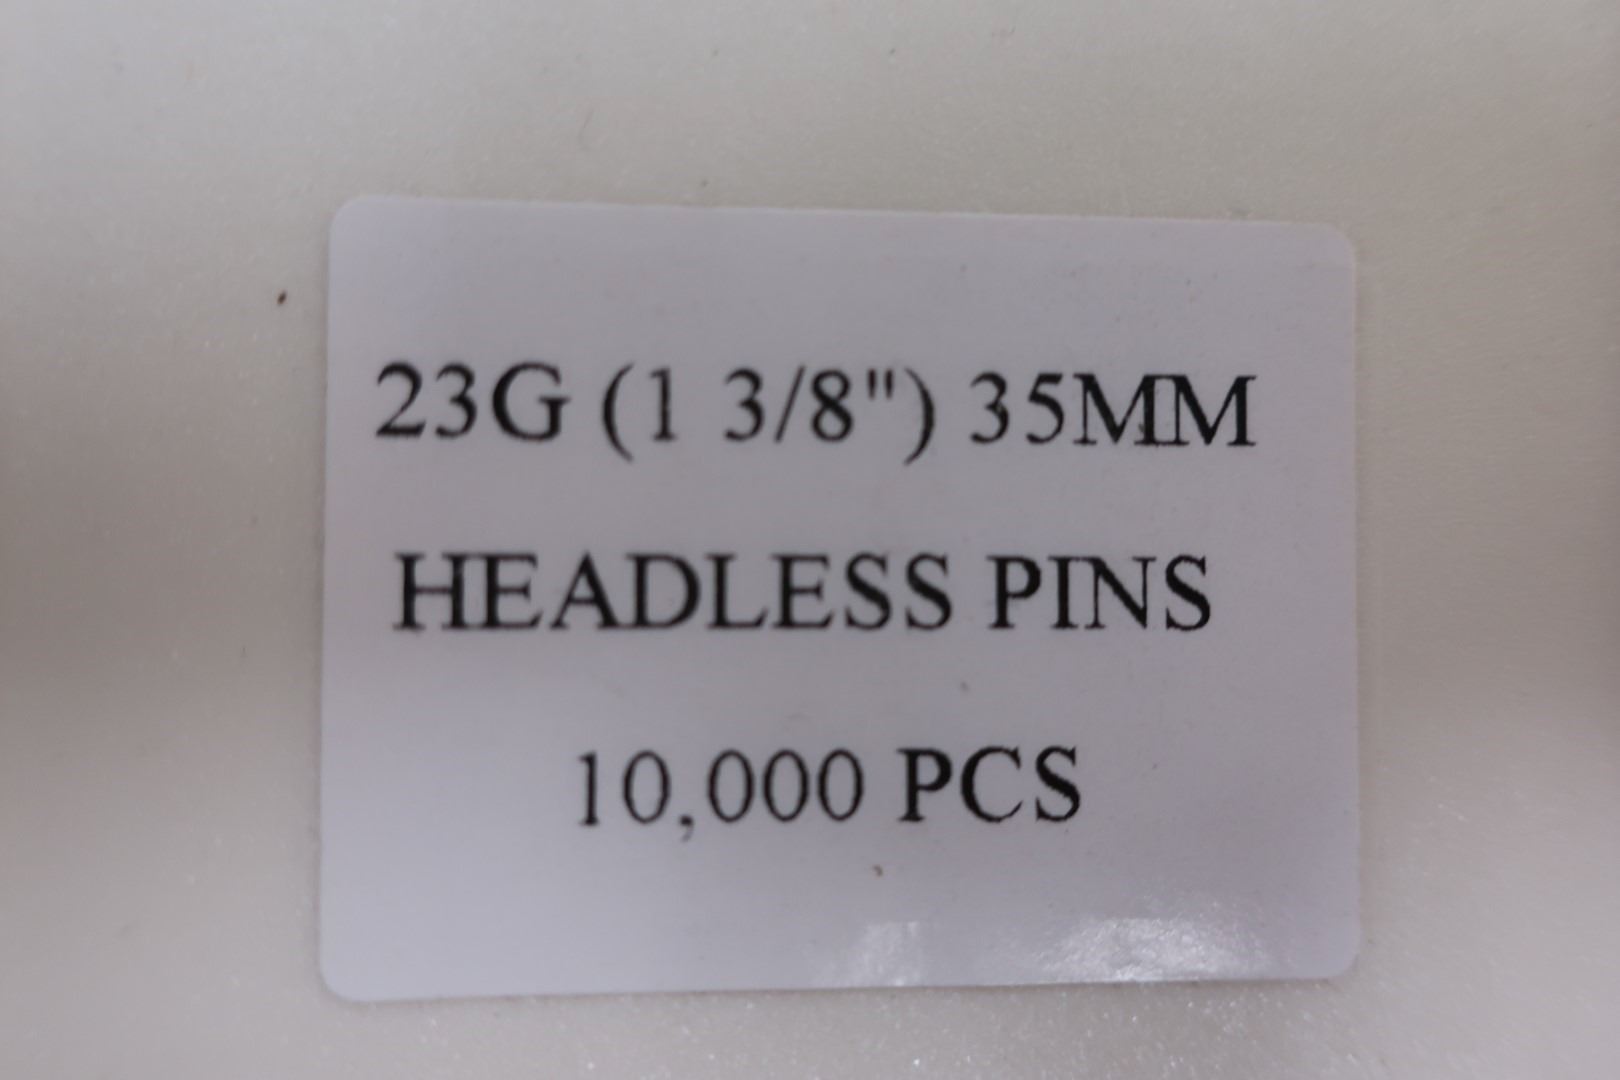 23G (1 3/8") 35MM
HEADLESS PINS
10,000 PCS